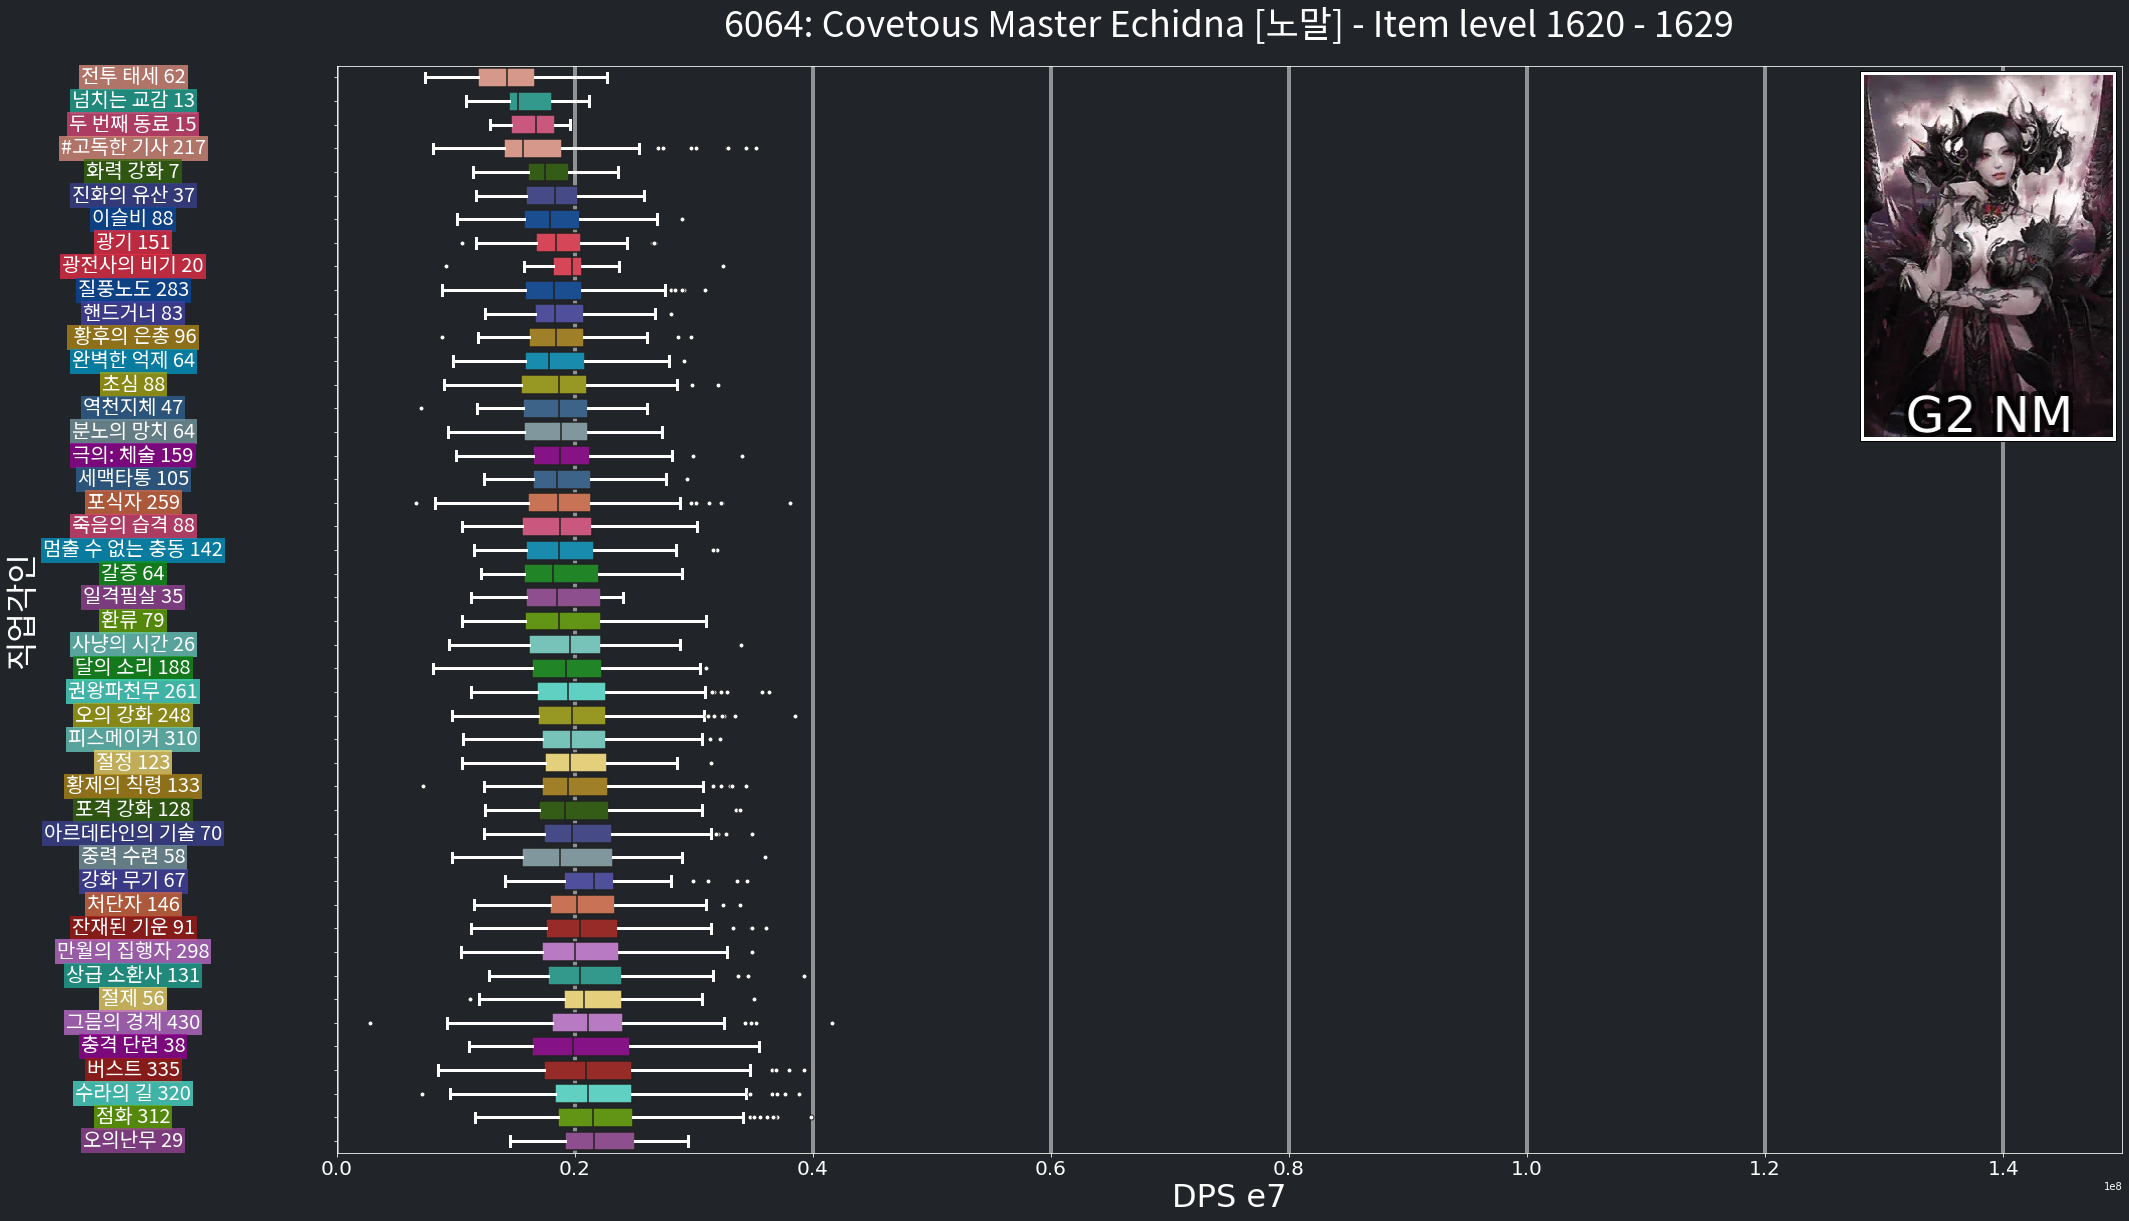 6064: Covetous Master Echidna [노말] - Item level 1620 - 1629
직업각인
전투 태세 62
넘치는 교감 13
두 번째 동료 15
#고독한 기사 217
화력 강화 7
진화의 유산 37
이슬비 88
광기 151
광전사의 비기 20
질풍노도 283
핸드거너 83
황후의 은총 96
완벽한 억제 64
초심 88
역천지체 47
분노의 망치 64
극의: 체술 159
세맥타통 105
포식자 259
죽음의 습격 88
멈출 수 없는 충동 142
갈증 64
일격필살 35
환류 79
사냥의 시간 26
달의 소리 188
권왕파천무 261
오의 강화 248
피스메이커 310
절정 123
황제의 칙령 133
포격 강화 128
아르데타인의 기술 70
중력 수련 58
강화 무기 67
처단자 146
잔재된 기운 91
만월의 집행자 298
상급 소환사 131
절제 56
그믐의 경계 430
충격 단련 38
버스트 335
수라의 길 320
점화 312
오의난무 29
G2 NM
0.0 0.2 0.4 0.6 0.8 1.0 1.2 1.4
1e8
DPS e7